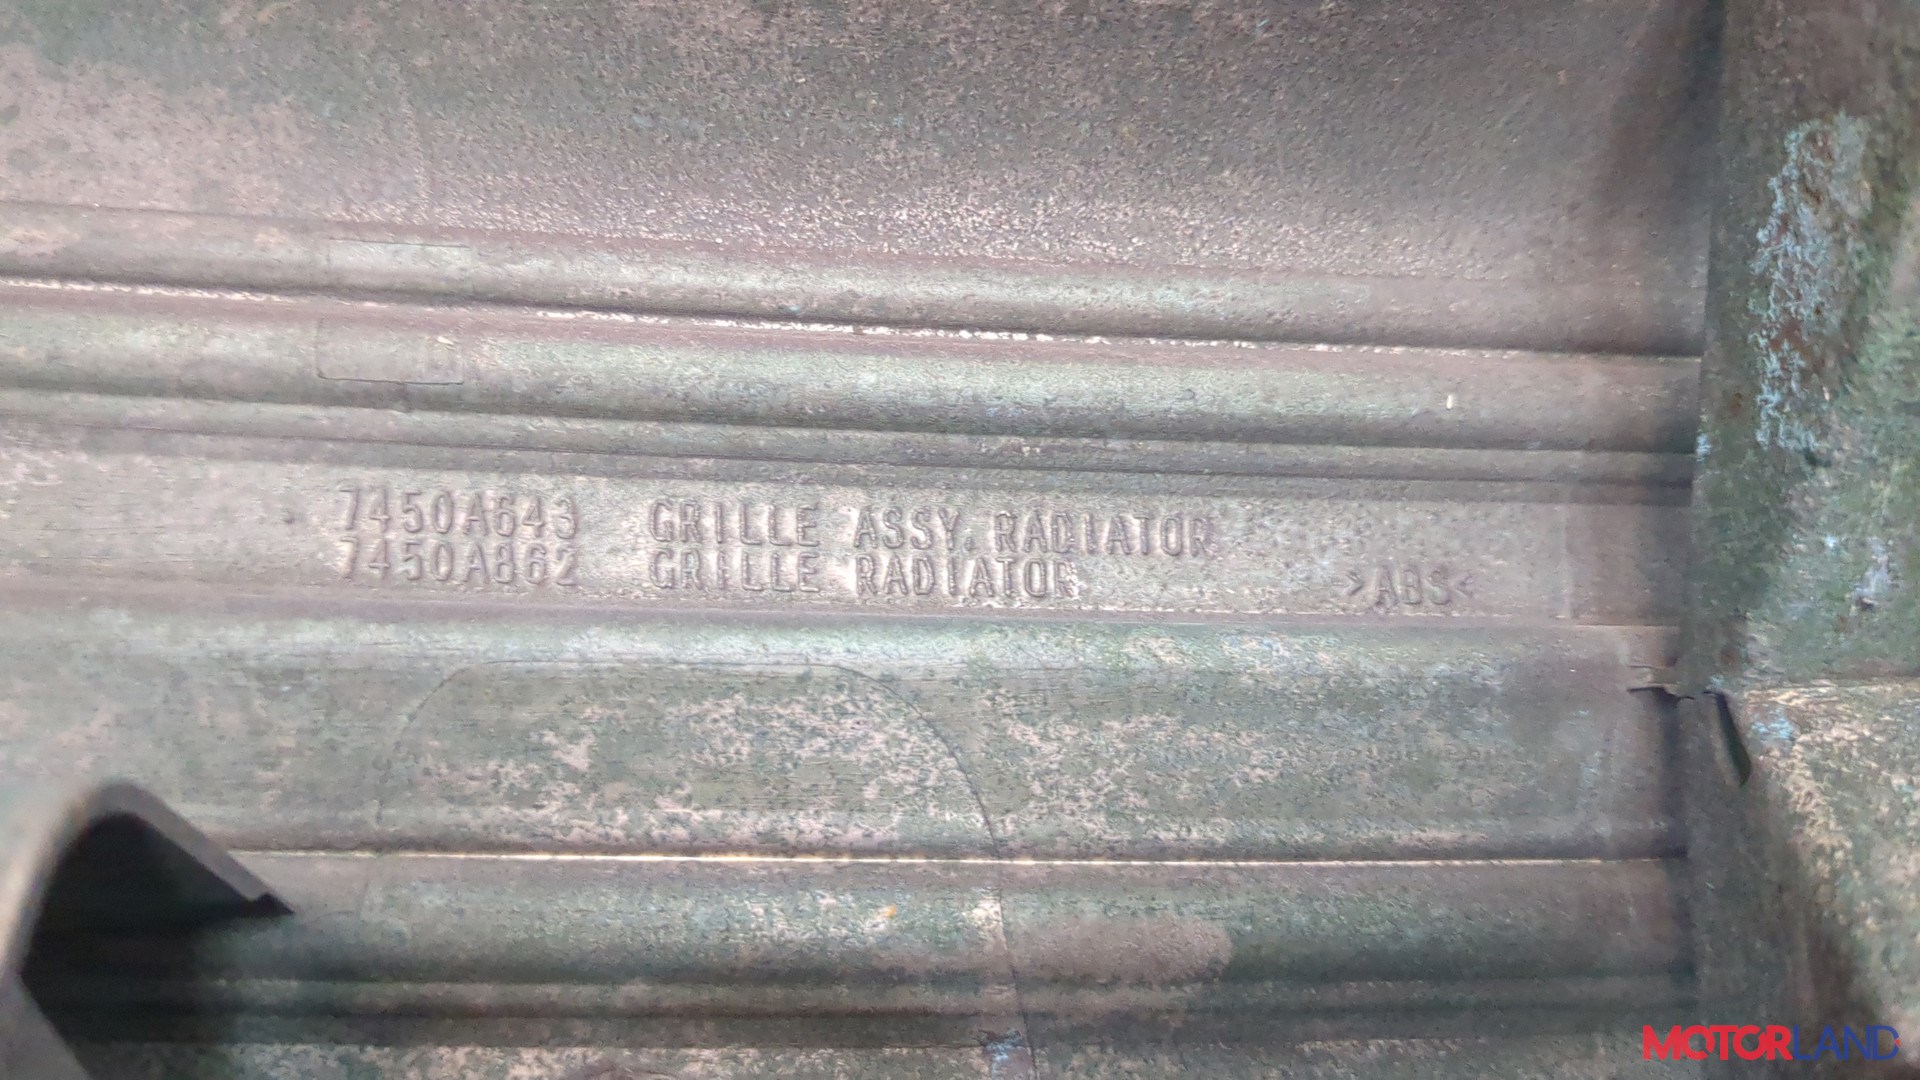 7450A643 GRILLE ASSY.RADIATOR
7450A862 GRILLE RADIATOR >ABS<
MOTORLAND